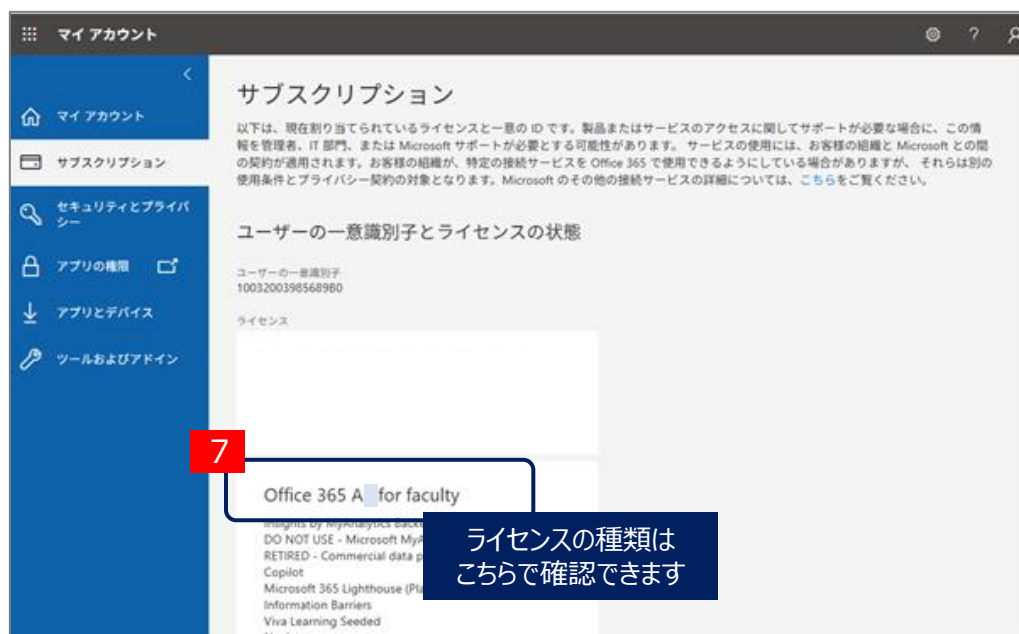 マイ アカウント
?
マイ アカウント
サブスクリプション
セキュリティとプライバ
シー
アプリの権限
アプリとデバイス
ツールおよびアドイン
サブスクリプション
以下は、現在割り当てられているライセンスと一意の ID です。製品またはサービスのアクセスに関してサポートが必要な場合に、この情
報を管理者、IT 部門、または Microsoft サポートが必要とする可能性があります。 サービスの使用には、お客様の組織と Microsoft との間
の契約が適用されます。お客様の組織が、特定の接続サービスを Office 365 で使用できるようにしている場合がありますが、 それらは別の
使用条件とプライバシー契約の対象となります。Microsoft のその他の接続サービスの詳細については、こちらをご覧ください。
ユーザーの一意識別子とライセンスの状態
ユーザーの一意識別子
10032003985689B0
ライセンス
7
Office 365 A for faculty
Insights by MyAnalytics Backe
DO NOT USE - Microsoft MyA
RETIRED - Commercial data p
Copilot
Microsoft 365 Lighthouse (Pla
Information Barriers
Viva Learning Seeded
ライセンスの種類は
こちらで確認できます